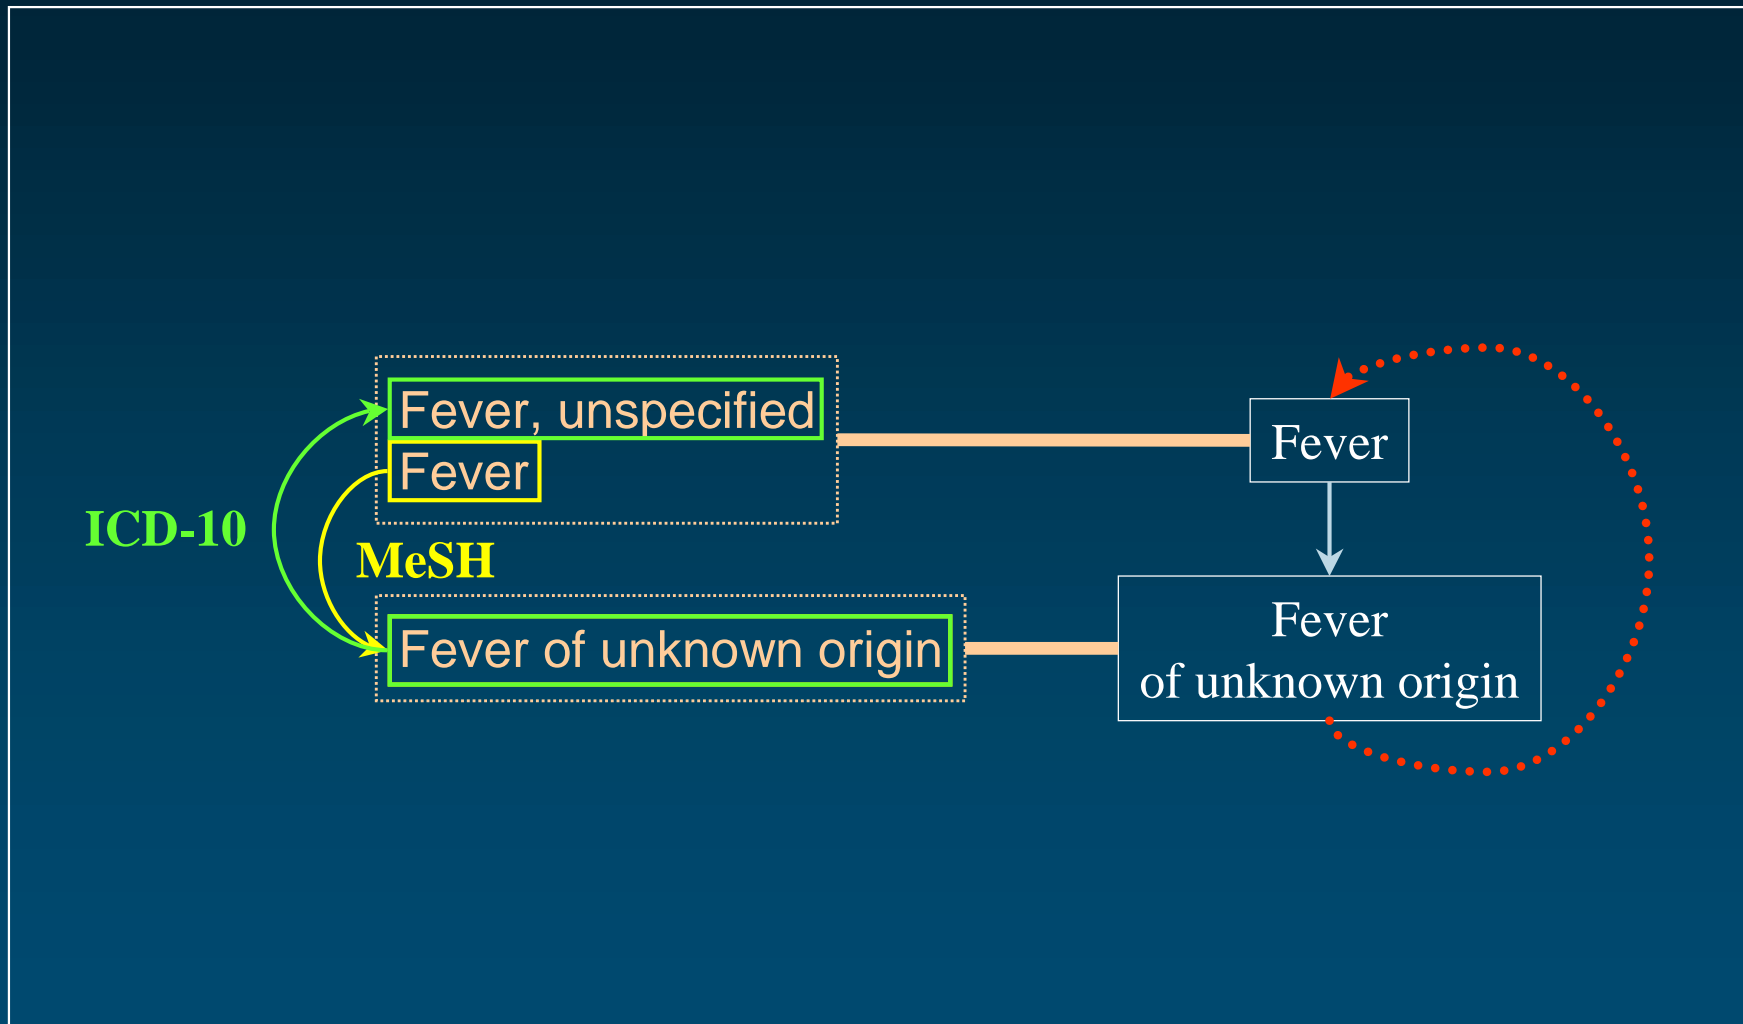 Fever, unspecified
Fever
Fever
ICD-10
MeSH
Fever of unknown origin
Fever
of unknown origin